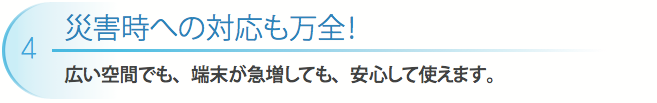 4
災害時への対応も万全!
広い空間でも、端末が急増しても、安心して使えます。